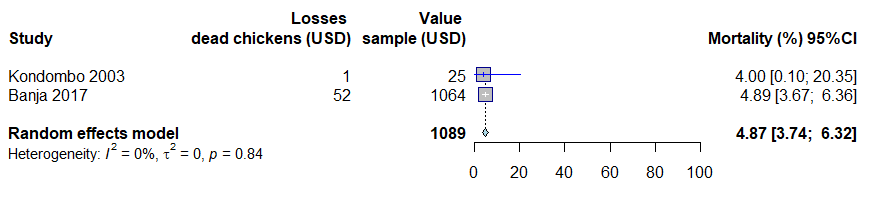 Losses Value
Study dead chickens (USD) sample (USD) Mortality (%) 95%CI
Kondombo 2003 1 25 4.00 [0.10; 20.35]
Banja 2017 52 1064 4.89 [3.67; 6.36]
Random effects model 1089 4.87 [3.74; 6.32]
Heterogeneity: I² = 0%, τ² = 0, p = 0.84
0 20 40 60 80 100